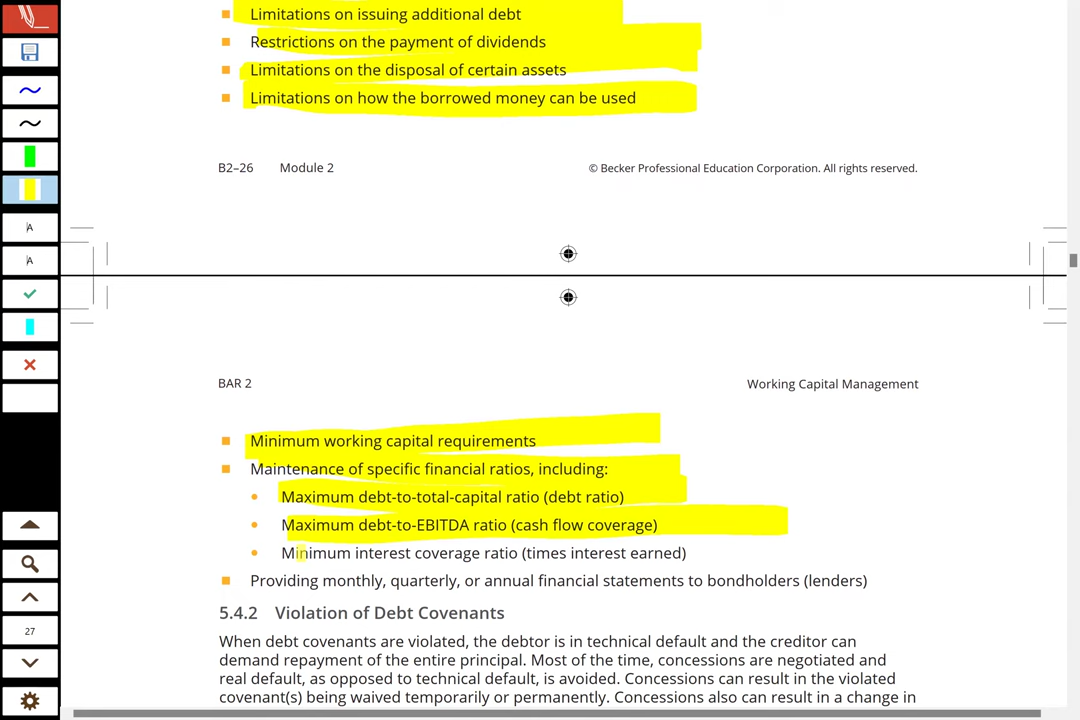 Limitations on issuing additional debt
Restrictions on the payment of dividends
Limitations on the disposal of certain assets
Limitations on how the borrowed money can be used
B2–26 Module 2 © Becker Professional Education Corporation. All rights reserved.
BAR 2 Working Capital Management
Minimum working capital requirements
Maintenance of specific financial ratios, including:
Maximum debt-to-total-capital ratio (debt ratio)
Maximum debt-to-EBITDA ratio (cash flow coverage)
Minimum interest coverage ratio (times interest earned)
Providing monthly, quarterly, or annual financial statements to bondholders (lenders)
5.4.2 Violation of Debt Covenants
When debt covenants are violated, the debtor is in technical default and the creditor can
demand repayment of the entire principal. Most of the time, concessions are negotiated and
real default, as opposed to technical default, is avoided. Concessions can result in the violated
covenant(s) being waived temporarily or permanently. Concessions also can result in a change in
A
A
27